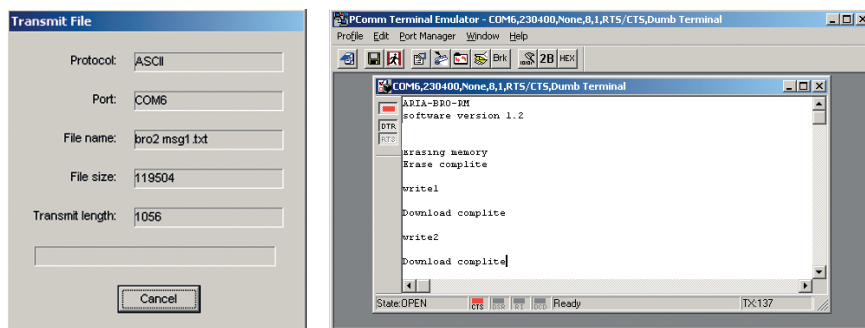 Transmit File
Protocol: ASCII
Port: COM6
File name: bro2 msg1.txt
File size: 119504
Transmit length: 1056
Cancel
PComm Terminal Emulator - COM6,230400,None,8,1,RTS/CTS,Dumb Terminal
Profile Edit Port Manager Window Help
Brk 2B HEX
COM6,230400,None,8,1,RTS/CTS,Dumb Terminal
DTR
RTS
ARIA-BRO-RM
software version 1.2
Erasing memory
Erase complite
write1
Download complite
write2
Download complite
State:OPEN CTS DSR RI DCD Ready TX:137